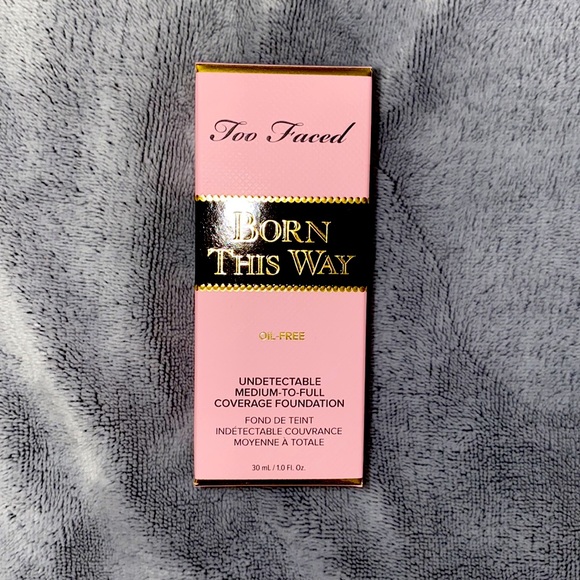 Too Faced
BORN
THIS WAY
OIL-FREE
UNDETECTABLE
MEDIUM-TO-FULL
COVERAGE FOUNDATION
FOND DE TEINT
INDÉTECTABLE COUVRANCE
MOYENNE À TOTALE
30 mL / 1.0 Fl. Oz.